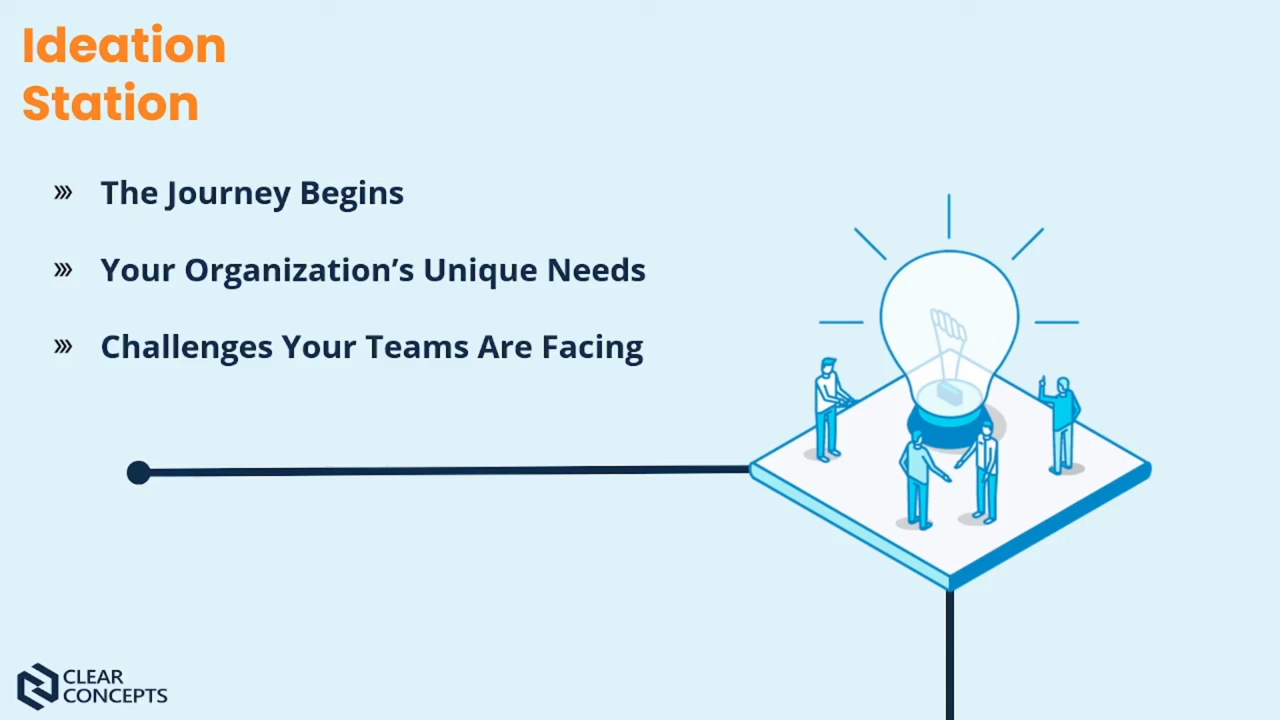 Ideation
Station
The Journey Begins
Your Organization’s Unique Needs
Challenges Your Teams Are Facing
CLEAR
CONCEPTS